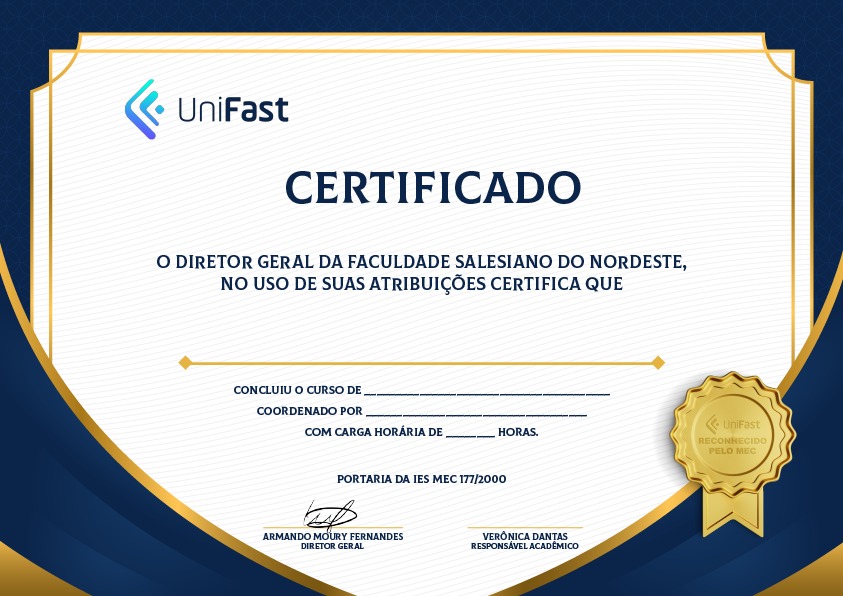 UniFast
CERTIFICADO
O DIRETOR GERAL DA FACULDADE SALESIANO DO NORDESTE,
NO USO DE SUAS ATRIBUIÇÕES CERTIFICA QUE
CONCLUIU O CURSO DE ______________________________________
COORDENADO POR __________________________________
COM CARGA HORÁRIA DE ________ HORAS.
UniFast
RECONHECIDO
PELO MEC
PORTARIA DA IES MEC 177/2000
ARMANDO MOURY FERNANDES
DIRETOR GERAL
VERÔNICA DANTAS
RESPONSÁVEL ACADÊMICO